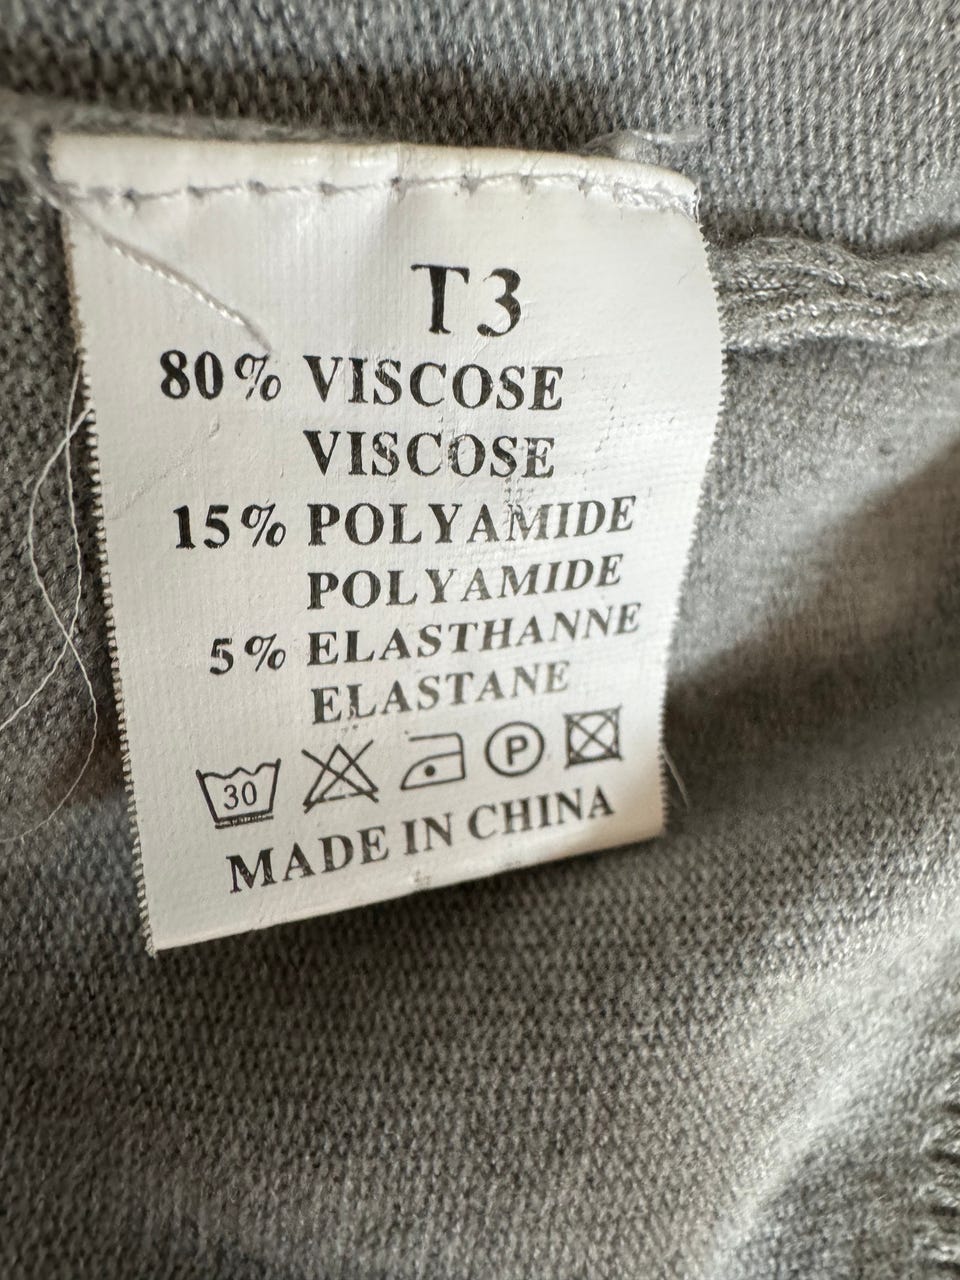 T3
80% VISCOSE
VISCOSE
15% POLYAMIDE
POLYAMIDE
5% ELASTHANNE
ELASTANE
30 P
MADE IN CHINA